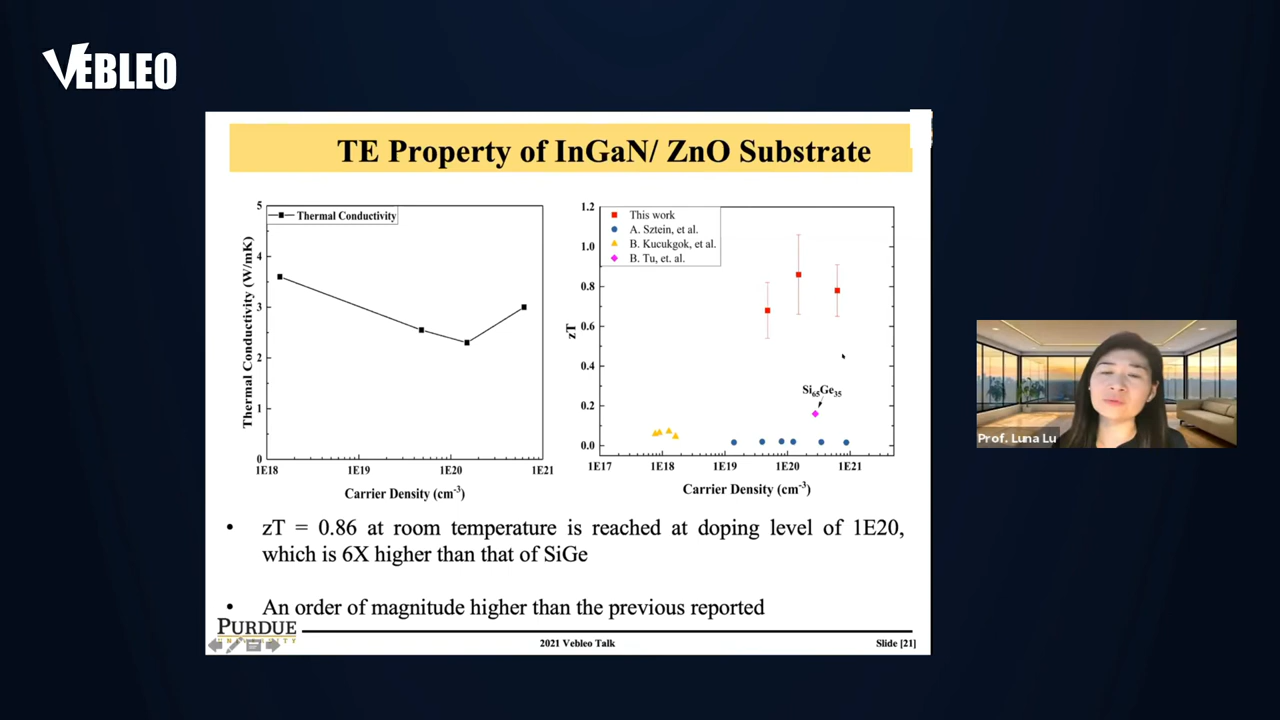 VEBLEO
TE Property of InGaN/ ZnO Substrate
Thermal Conductivity
Thermal Conductivity (W/mK)
5
4
3
2
1
0
1E18 1E19 1E20 1E21
Carrier Density (cm-3)
This work
A. Sztein, et al.
B. Kucukgok, et al.
B. Tu, et. al.
zT
1.2
1.0
0.8
0.6
0.4
0.2
0.0
Si65Ge35
1E17 1E18 1E19 1E20 1E21
Carrier Density (cm-3)
• zT = 0.86 at room temperature is reached at doping level of 1E20,
which is 6X higher than that of SiGe
• An order of magnitude higher than the previous reported
PURDUE
2021 Vebleo Talk
Slide [21]
Prof. Luna Lu